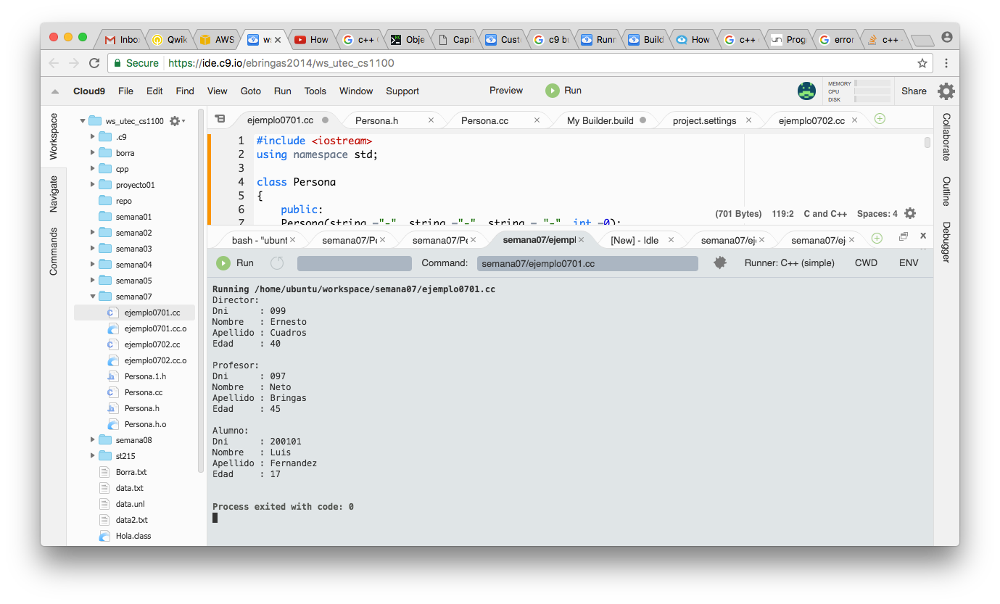 Inbo Qwik AWS ws How c++ Obje Capi Cust c9 bu Runr Build How c++ Prog error c++
Secure https://ide.c9.io/ebringas2014/ws_utec_cs1100
Cloud9 File Edit Find View Goto Run Tools Window Support Preview Run MEMORY CPU DISK Share
Workspace
Navigate
Commands
ws_utec_cs1100
.c9
borra
cpp
proyecto01
repo
semana01
semana02
semana03
semana04
semana05
semana07
ejemplo0701.cc
ejemplo0701.cc.o
ejemplo0702.cc
ejemplo0702.cc.o
Persona.1.h
Persona.cc
Persona.h
Persona.h.o
semana08
st215
Borra.txt
data.txt
data.unl
data2.txt
Hola.class
ejemplo0701.cc Persona.h Persona.cc My Builder.build project.settings ejemplo0702.cc
1 #include <iostream>
2 using namespace std;
3
4 class Persona
5 {
6 public:
7 Persona(string ="-", string ="-", string = "-", int =0);
(701 Bytes) 119:2 C and C++ Spaces: 4
bash - "ubunt semana07/Pe semana07/Pe semana07/ejempl [New] - Idle semana07/ej semana07/ej
Run Command: semana07/ejemplo0701.cc Runner: C++ (simple) CWD ENV
Running /home/ubuntu/workspace/semana07/ejemplo0701.cc
Director:
Dni : 099
Nombre : Ernesto
Apellido : Cuadros
Edad : 40
Profesor:
Dni : 097
Nombre : Neto
Apellido : Bringas
Edad : 45
Alumno:
Dni : 200101
Nombre : Luis
Apellido : Fernandez
Edad : 17
Process exited with code: 0
Collaborate
Outline
Debugger